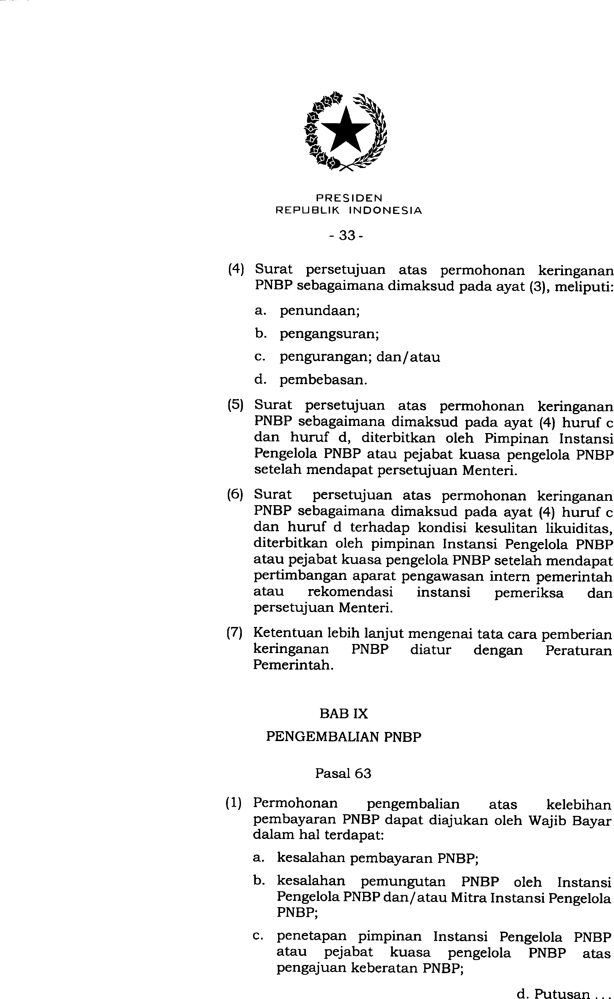 PRESIDEN
REPUBLIK INDONESIA
- 33 -
(4) Surat persetujuan atas permohonan keringanan
PNBP sebagaimana dimaksud pada ayat (3), meliputi:
a. penundaan;
b. pengangsuran;
c. pengurangan; dan/atau
d. pembebasan.
(5) Surat persetujuan atas permohonan keringanan
PNBP sebagaimana dimaksud pada ayat (4) huruf c
dan huruf d, diterbitkan oleh Pimpinan Instansi
Pengelola PNBP atau pejabat kuasa pengelola PNBP
setelah mendapat persetujuan Menteri.
(6) Surat persetujuan atas permohonan keringanan
PNBP sebagaimana dimaksud pada ayat (4) huruf c
dan huruf d terhadap kondisi kesulitan likuiditas,
diterbitkan oleh pimpinan Instansi Pengelola PNBP
atau pejabat kuasa pengelola PNBP setelah mendapat
pertimbangan aparat pengawasan intern pemerintah
atau rekomendasi instansi pemeriksa dan
persetujuan Menteri.
(7) Ketentuan lebih lanjut mengenai tata cara pemberian
keringanan PNBP diatur dengan Peraturan
Pemerintah.
BAB IX
PENGEMBALIAN PNBP
Pasal 63
(1) Permohonan pengembalian atas kelebihan
pembayaran PNBP dapat diajukan oleh Wajib Bayar
dalam hal terdapat:
a. kesalahan pembayaran PNBP;
b. kesalahan pemungutan PNBP oleh Instansi
Pengelola PNBP dan/atau Mitra Instansi Pengelola
PNBP;
c. penetapan pimpinan Instansi Pengelola PNBP
atau pejabat kuasa pengelola PNBP atas
pengajuan keberatan PNBP;
d. Putusan . . .